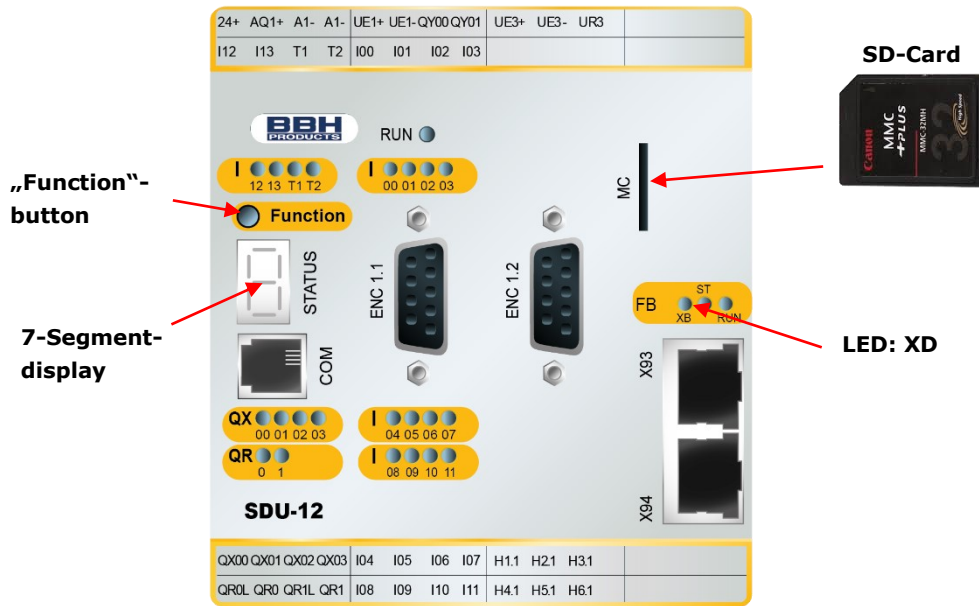 24+ AQ1+ A1- A1- UE1+ UE1- QY00 QY01 UE3+ UE3- UR3
I12 I13 T1 T2 I00 I01 I02 I03
SD-Card
Canon
MMC
+PLUS
MMC-32MH
32
High Speed
BBH
PRODUCTS
RUN
I
12 13 T1 T2
I
00 01 02 03
MC
„Function“-
button
Function
STATUS
ENC 1.1
ENC 1.2
FB
ST
XB
RUN
7-Segment-
display
LED: XD
COM
X93
QX
00 01 02 03
I
04 05 06 07
QR
0 1
I
08 09 10 11
SDU-12
X94
QX00 QX01 QX02 QX03 I04 I05 I06 I07 H1.1 H2.1 H3.1
QR0L QR0 QR1L QR1 I08 I09 I10 I11 H4.1 H5.1 H6.1